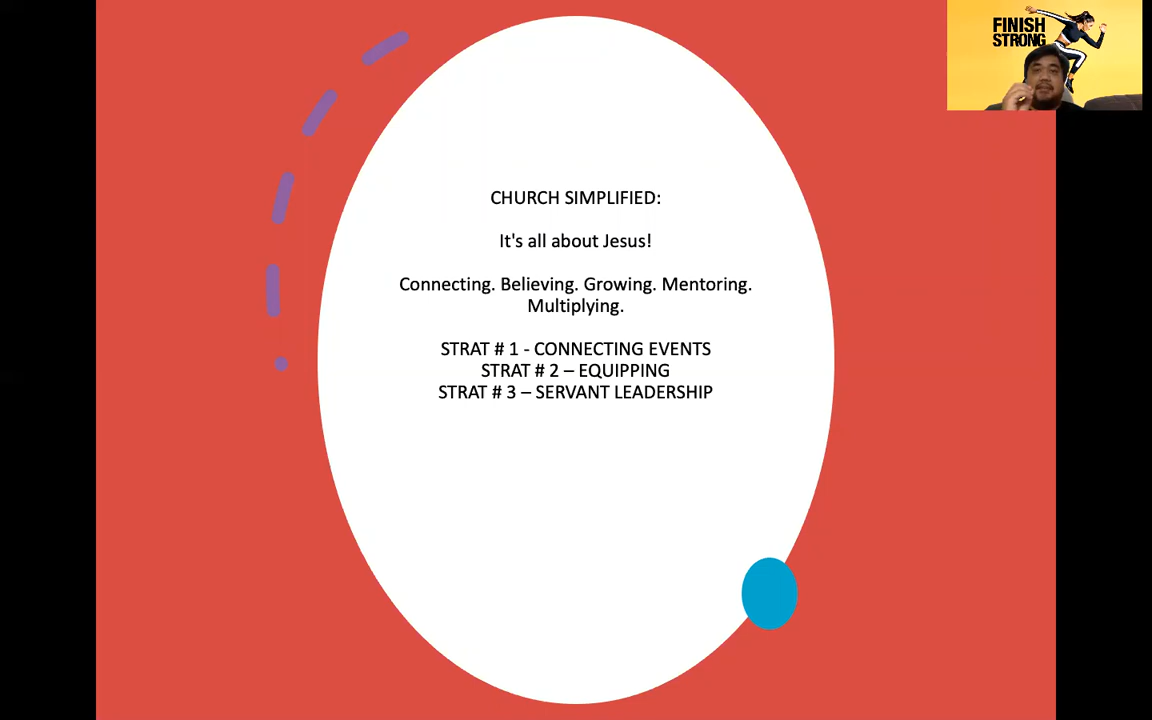 FINISH
STRONG
CHURCH SIMPLIFIED:
It's all about Jesus!
Connecting. Believing. Growing. Mentoring.
Multiplying.
STRAT # 1 - CONNECTING EVENTS
STRAT # 2 – EQUIPPING
STRAT # 3 – SERVANT LEADERSHIP